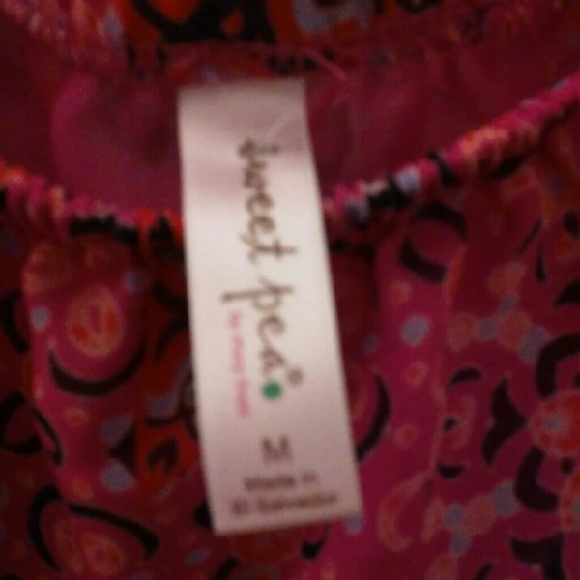 sweet pea
M
Made in
El Salvador